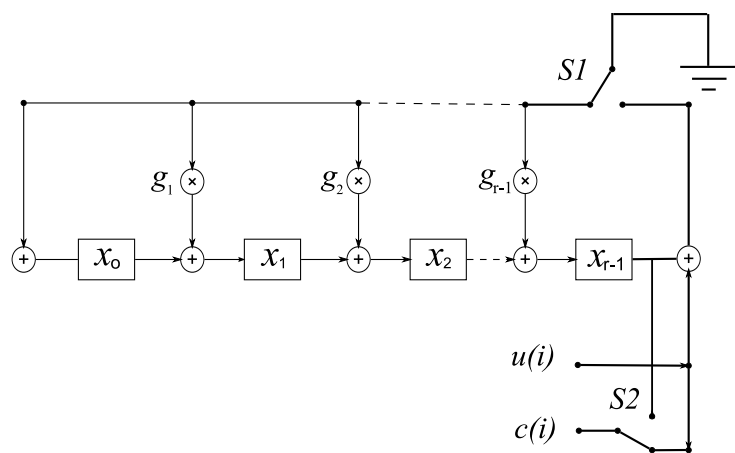 S1
g₁
g₂
gᵣ₋₁
+
x₀
+
x₁
+
x₂
+
xᵣ₋₁
+
u(i)
S2
c(i)